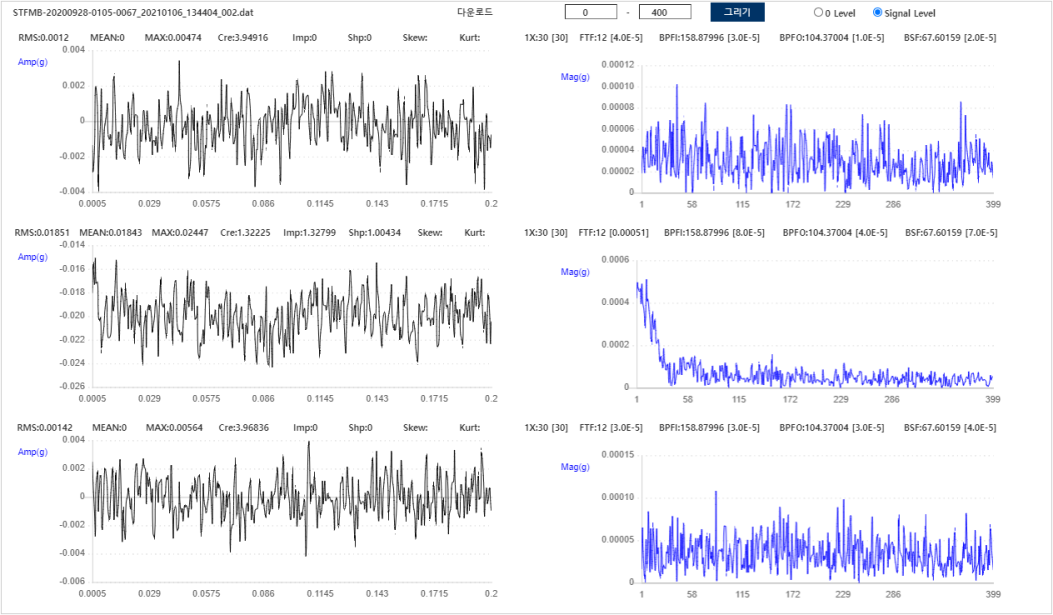 STFMB-20200928-0105-0067_20210106_134404_002.dat 다운로드 0 - 400 그리기 0 Level Signal Level
RMS:0.0012 MEAN:0 MAX:0.00474 Cre:3.94916 Imp:0 Shp:0 Skew: Kurt: 1X:30 [30] FTF:12 [4.0E-5] BPFI:158.87996 [3.0E-5] BPFO:104.37004 [1.0E-5] BSF:67.60159 [2.0E-5]
Amp(g)
0.004
0.002
0
-0.002
-0.004
0.0005 0.029 0.0575 0.086 0.1145 0.143 0.1715 0.2
Mag(g)
0.00012
0.00010
0.00008
0.00006
0.00004
0.00002
0
1 58 115 172 229 286 399
RMS:0.01851 MEAN:0.01843 MAX:0.02447 Cre:1.32225 Imp:1.32799 Shp:1.00434 Skew: Kurt: 1X:30 [30] FTF:12 [0.00051] BPFI:158.87996 [8.0E-5] BPFO:104.37004 [4.0E-5] BSF:67.60159 [7.0E-5]
Amp(g)
-0.014
-0.016
-0.018
-0.020
-0.022
-0.024
-0.026
0.0005 0.029 0.0575 0.086 0.1145 0.143 0.1715 0.2
Mag(g)
0.0006
0.0004
0.0002
0
1 58 115 172 229 286 399
RMS:0.00142 MEAN:0 MAX:0.00564 Cre:3.96836 Imp:0 Shp:0 Skew: Kurt: 1X:30 [30] FTF:12 [3.0E-5] BPFI:158.87996 [3.0E-5] BPFO:104.37004 [3.0E-5] BSF:67.60159 [4.0E-5]
Amp(g)
0.004
0.002
0
-0.002
-0.004
-0.006
0.0005 0.029 0.0575 0.086 0.1145 0.143 0.1715 0.2
Mag(g)
0.00015
0.00010
0.00005
0
1 58 115 172 229 286 399